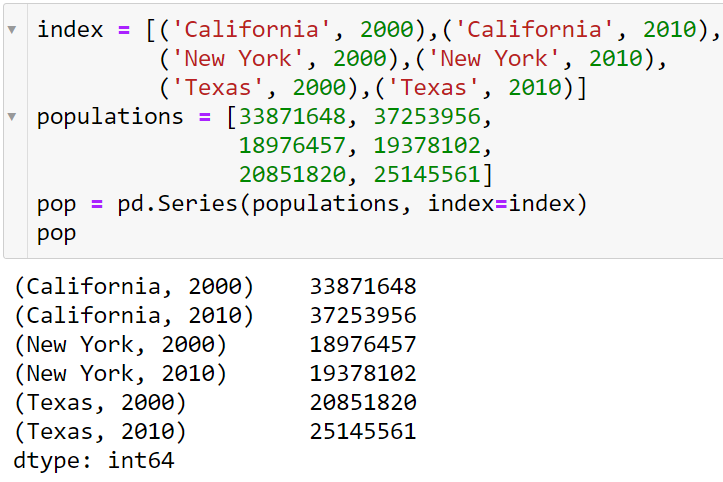 index = [('California', 2000),('California', 2010),
('New York', 2000),('New York', 2010),
('Texas', 2000),('Texas', 2010)]
populations = [33871648, 37253956,
18976457, 19378102,
20851820, 25145561]
pop = pd.Series(populations, index=index)
pop
(California, 2000)    33871648
(California, 2010)    37253956
(New York, 2000)      18976457
(New York, 2010)      19378102
(Texas, 2000)         20851820
(Texas, 2010)         25145561
dtype: int64